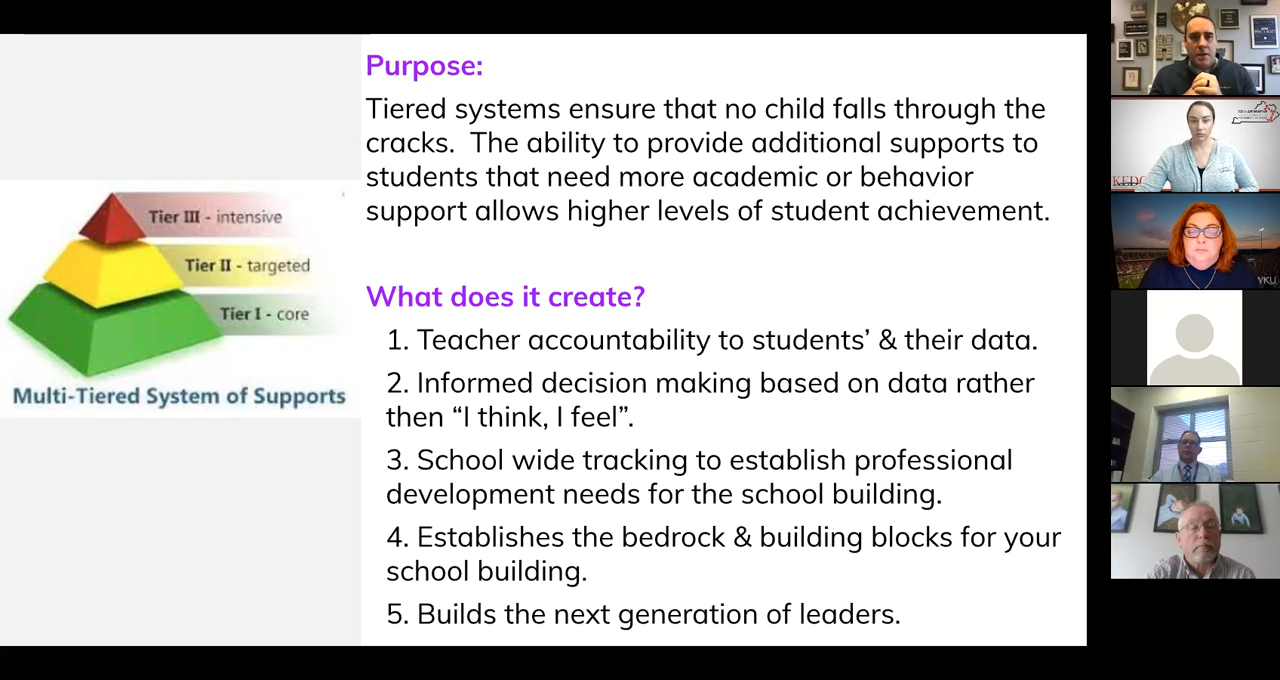 Purpose:
Tiered systems ensure that no child falls through the
cracks.  The ability to provide additional supports to
students that need more academic or behavior
support allows higher levels of student achievement.
What does it create?
1. Teacher accountability to students’ & their data.
2. Informed decision making based on data rather
then “I think, I feel”.
3. School wide tracking to establish professional
development needs for the school building.
4. Establishes the bedrock & building blocks for your
school building.
5. Builds the next generation of leaders.
Tier III - intensive
Tier II - targeted
Tier I - core
Multi-Tiered System of Supports
KEDC
WKU